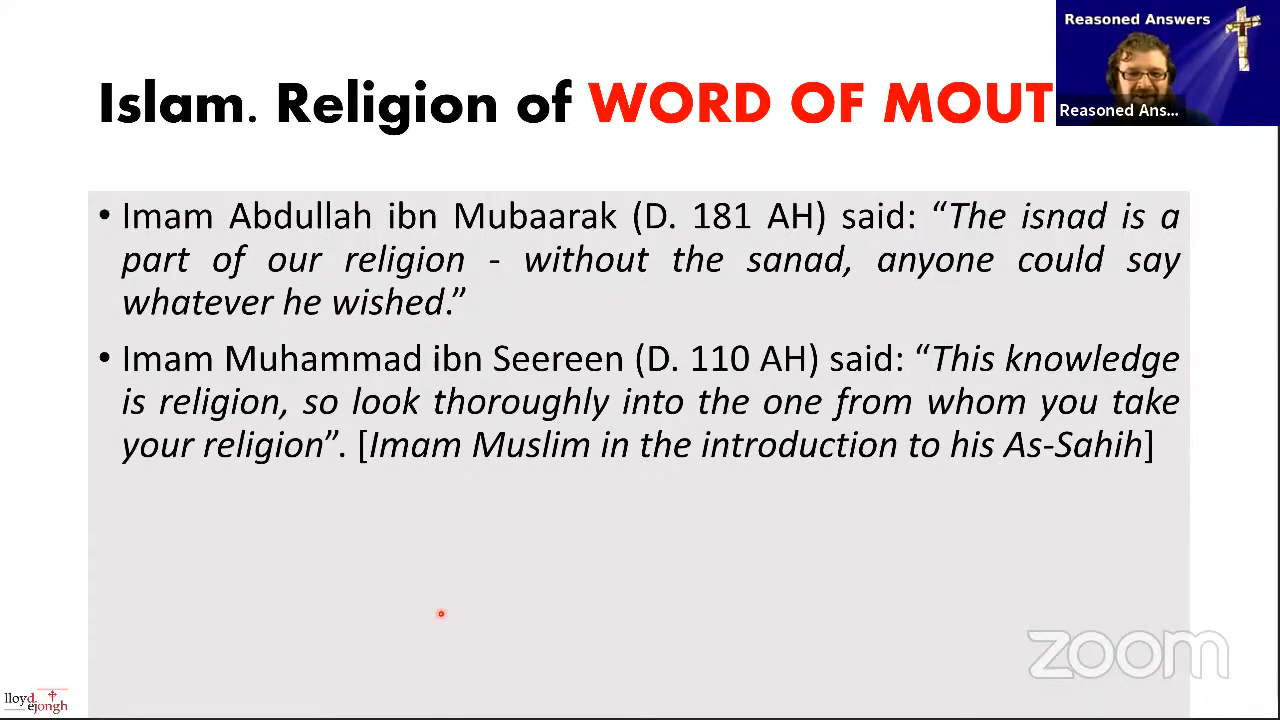 Islam. Religion of WORD OF MOUT
Reasoned Answers
Reasoned Ans...
• Imam Abdullah ibn Mubaarak (D. 181 AH) said: “The isnad is a
part of our religion - without the sanad, anyone could say
whatever he wished.”
• Imam Muhammad ibn Seereen (D. 110 AH) said: “This knowledge
is religion, so look thoroughly into the one from whom you take
your religion”. [Imam Muslim in the introduction to his As-Sahih]
zoom
lloyd
ejongh